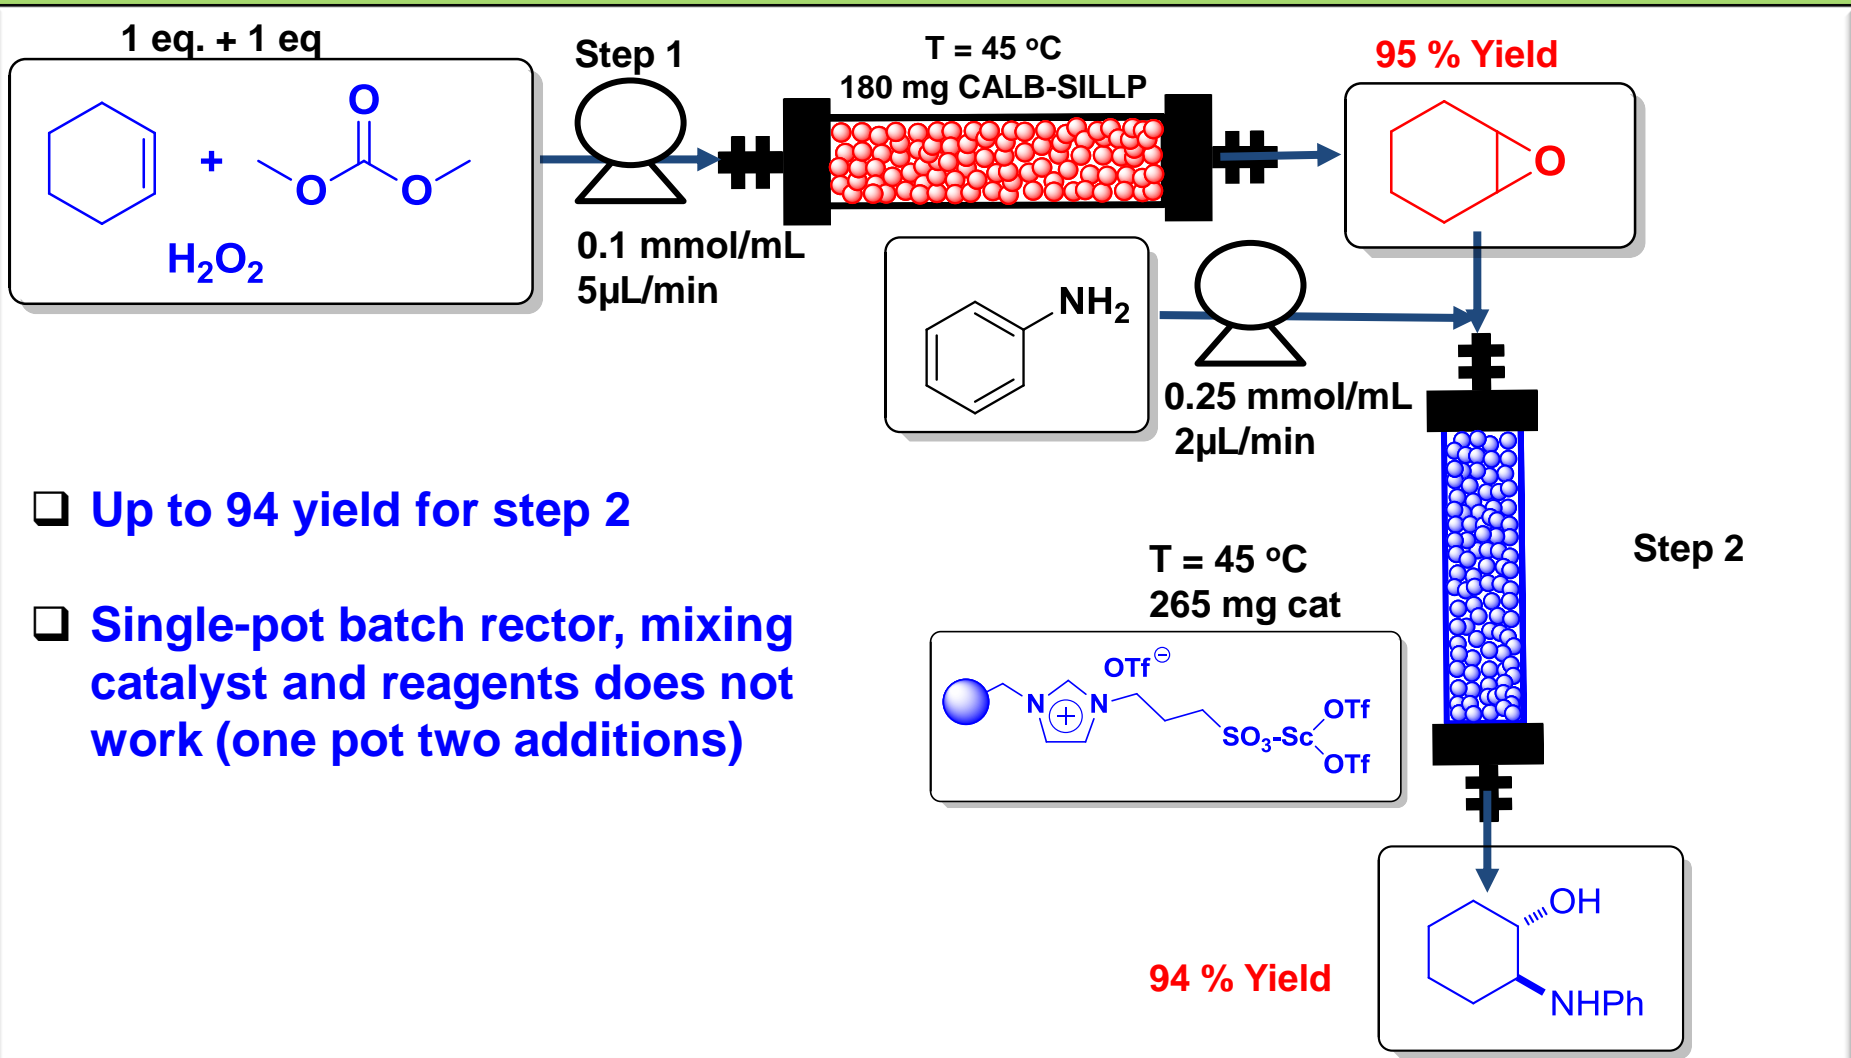 1 eq. + 1 eq
Step 1
T = 45 ºC
180 mg CALB-SILLP
95 % Yield
O
+
O
O
H₂O₂
0.1 mmol/mL
5µL/min
O
NH₂
0.25 mmol/mL
2µL/min
❑ Up to 94 yield for step 2
❑ Single-pot batch rector, mixing
catalyst and reagents does not
work (one pot two additions)
T = 45 ºC
265 mg cat
Step 2
OTf⊖
N
+
N
SO₃-Sc
OTf
OTf
94 % Yield
OH
NHPh